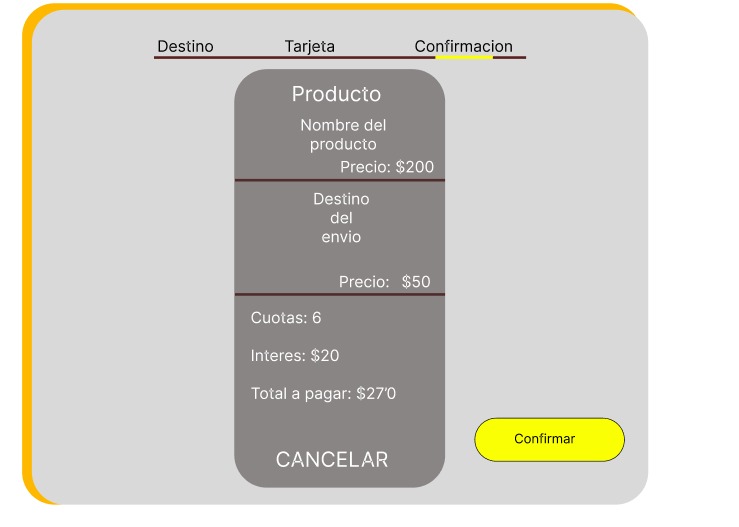 Destino Tarjeta Confirmacion
Producto
Nombre del
producto
Precio: $200
Destino
del
envio
Precio: $50
Cuotas: 6
Interes: $20
Total a pagar: $27'0
CANCELAR
Confirmar